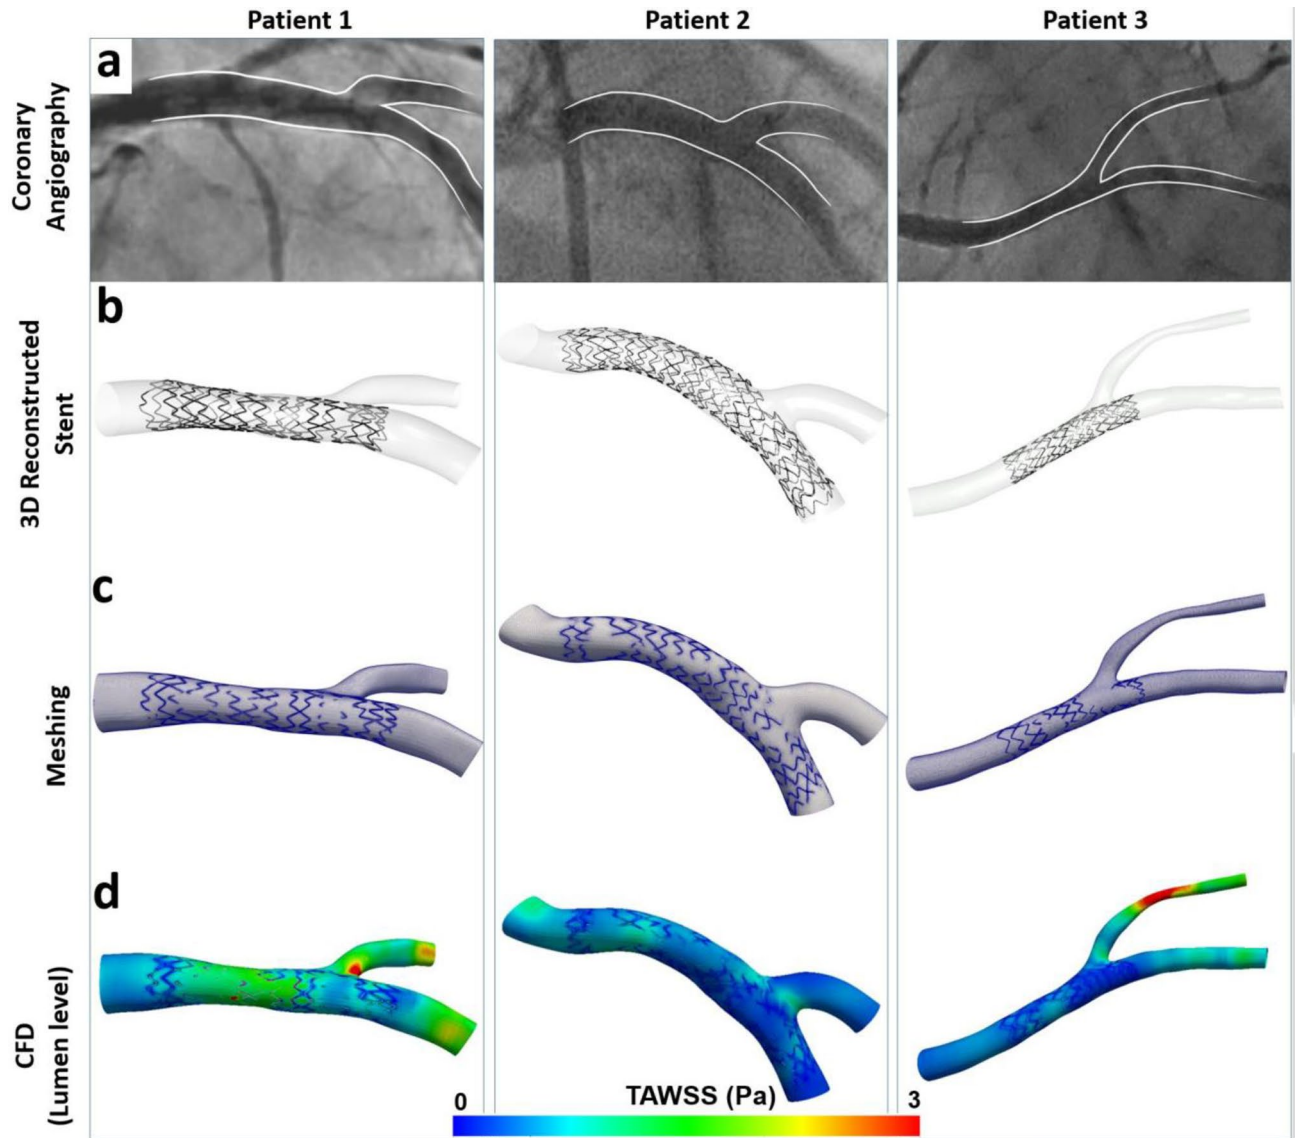 Patient 1
Patient 2
Patient 3
a
Coronary
Angiography
b
3D Reconstructed
Stent
c
Meshing
d
CFD
(Lumen level)
0
TAWSS (Pa)
3